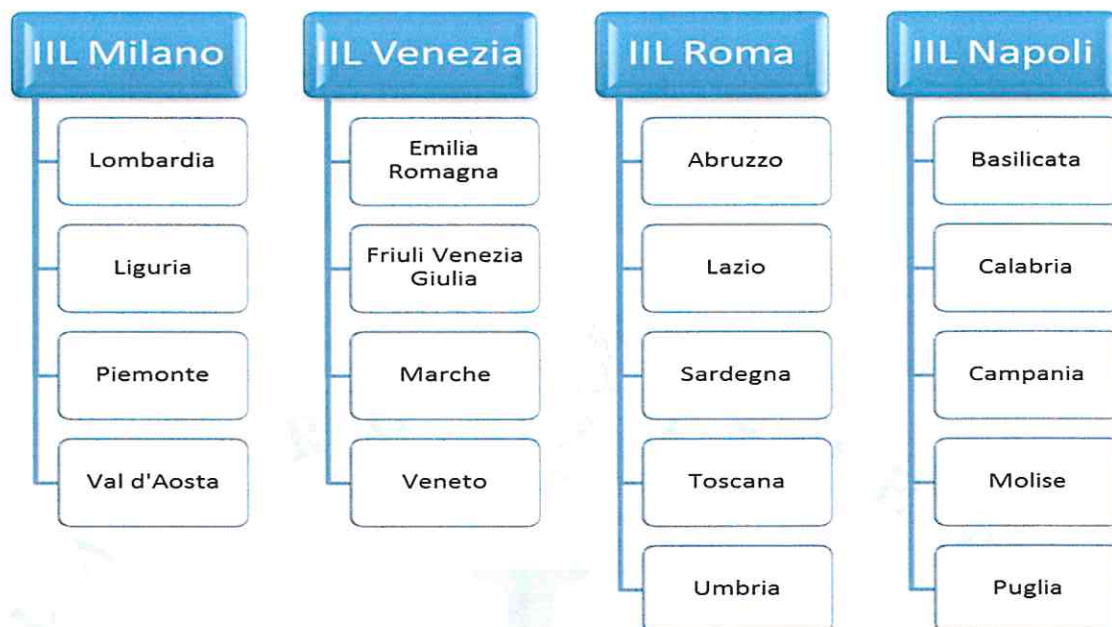 IIL Milano
Lombardia
Liguria
Piemonte
Val d'Aosta
IIL Venezia
Emilia
Romagna
Friuli Venezia
Giulia
Marche
Veneto
IIL Roma
Abruzzo
Lazio
Sardegna
Toscana
Umbria
IIL Napoli
Basilicata
Calabria
Campania
Molise
Puglia